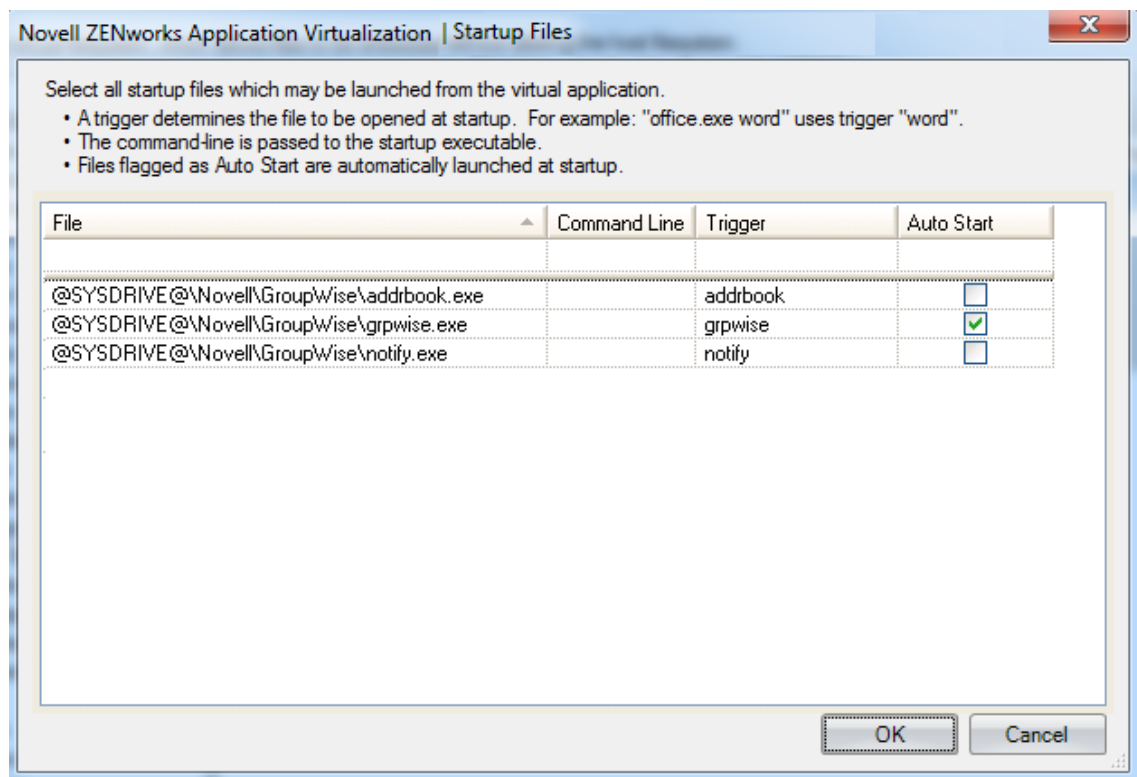 Novell ZENworks Application Virtualization | Startup Files
Select all startup files which may be launched from the virtual application.
• A trigger determines the file to be opened at startup. For example: "office.exe word" uses trigger "word".
• The command-line is passed to the startup executable.
• Files flagged as Auto Start are automatically launched at startup.
File Command Line Trigger Auto Start
@SYSDRIVE@\Novell\GroupWise\addrbook.exe addrbook
@SYSDRIVE@\Novell\GroupWise\grpwise.exe grpwise
@SYSDRIVE@\Novell\GroupWise\notify.exe notify
OK Cancel